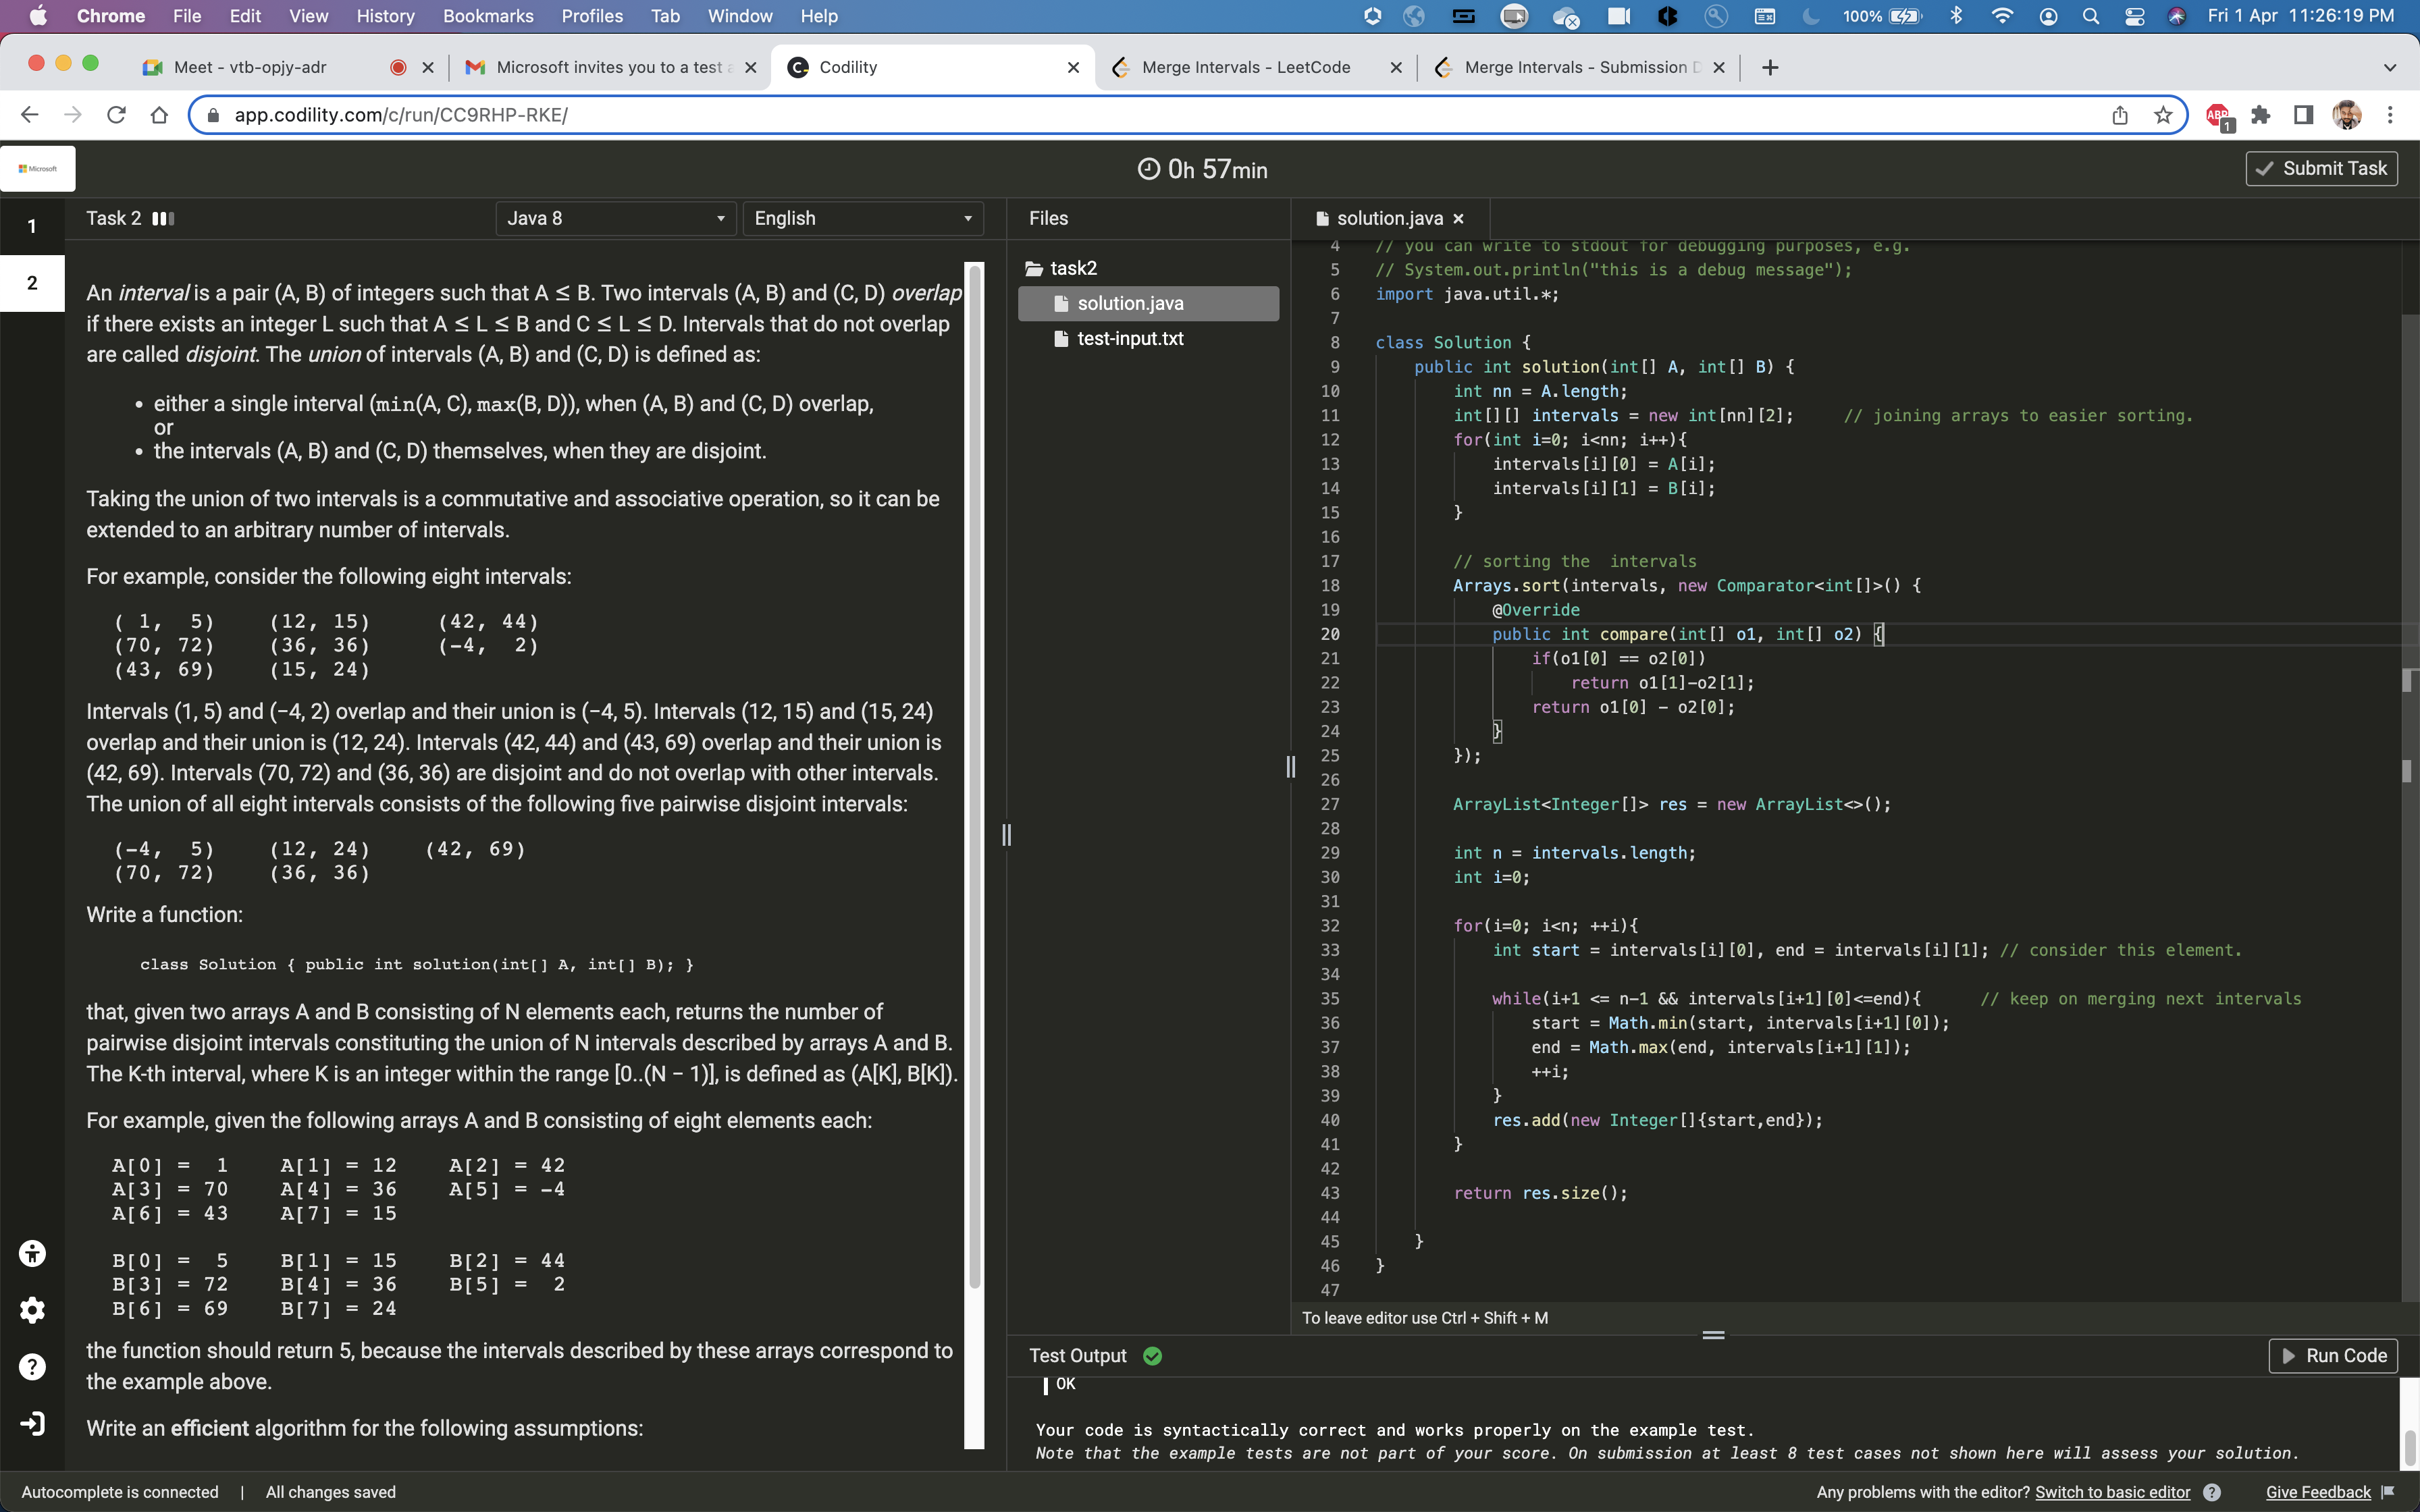 Chrome File Edit View History Bookmarks Profiles Tab Window Help 100% Fri 1 Apr 11:26:19 PM
Meet - vtb-opjy-adr Microsoft invites you to a test Codility Merge Intervals - LeetCode Merge Intervals - Submission
app.codility.com/c/run/CC9RHP-RKE/ ABP 1
Microsoft 0h 57min Submit Task
1
2
Task 2 Java 8 English
An interval is a pair (A, B) of integers such that A ≤ B. Two intervals (A, B) and (C, D) overlap
if there exists an integer L such that A ≤ L ≤ B and C ≤ L ≤ D. Intervals that do not overlap
are called disjoint. The union of intervals (A, B) and (C, D) is defined as:
• either a single interval (min(A, C), max(B, D)), when (A, B) and (C, D) overlap,
or
• the intervals (A, B) and (C, D) themselves, when they are disjoint.
Taking the union of two intervals is a commutative and associative operation, so it can be
extended to an arbitrary number of intervals.
For example, consider the following eight intervals:
( 1, 5) (12, 15) (42, 44)
(70, 72) (36, 36) (-4, 2)
(43, 69) (15, 24)
Intervals (1, 5) and (−4, 2) overlap and their union is (−4, 5). Intervals (12, 15) and (15, 24)
overlap and their union is (12, 24). Intervals (42, 44) and (43, 69) overlap and their union is
(42, 69). Intervals (70, 72) and (36, 36) are disjoint and do not overlap with other intervals.
The union of all eight intervals consists of the following five pairwise disjoint intervals:
(-4, 5) (12, 24) (42, 69)
(70, 72) (36, 36)
Write a function:
class Solution { public int solution(int[] A, int[] B); }
that, given two arrays A and B consisting of N elements each, returns the number of
pairwise disjoint intervals constituting the union of N intervals described by arrays A and B.
The K-th interval, where K is an integer within the range [0..(N − 1)], is defined as (A[K], B[K]).
For example, given the following arrays A and B consisting of eight elements each:
A[0] = 1 A[1] = 12 A[2] = 42
A[3] = 70 A[4] = 36 A[5] = -4
A[6] = 43 A[7] = 15
B[0] = 5 B[1] = 15 B[2] = 44
B[3] = 72 B[4] = 36 B[5] = 2
B[6] = 69 B[7] = 24
the function should return 5, because the intervals described by these arrays correspond to
the example above.
Write an efficient algorithm for the following assumptions:
Files
task2
solution.java
test-input.txt
solution.java ×
4 // you can write to stdout for debugging purposes, e.g.
5 // System.out.println("this is a debug message");
6 import java.util.*;
7
8 class Solution {
9 public int solution(int[] A, int[] B) {
10 int nn = A.length;
11 int[][] intervals = new int[nn][2]; // joining arrays to easier sorting.
12 for(int i=0; i<nn; i++){
13 intervals[i][0] = A[i];
14 intervals[i][1] = B[i];
15 }
16
17 // sorting the intervals
18 Arrays.sort(intervals, new Comparator<int[]>() {
19 @Override
20 public int compare(int[] o1, int[] o2) {
21 if(o1[0] == o2[0])
22 return o1[1]-o2[1];
23 return o1[0] - o2[0];
24 }
25 });
26
27 ArrayList<Integer[]> res = new ArrayList<>();
28
29 int n = intervals.length;
30 int i=0;
31
32 for(i=0; i<n; ++i){
33 int start = intervals[i][0], end = intervals[i][1]; // consider this element.
34
35 while(i+1 <= n-1 && intervals[i+1][0]<=end){ // keep on merging next intervals
36 start = Math.min(start, intervals[i+1][0]);
37 end = Math.max(end, intervals[i+1][1]);
38 ++i;
39 }
40 res.add(new Integer[]{start,end});
41 }
42
43 return res.size();
44
45 }
46 }
47
To leave editor use Ctrl + Shift + M
Test Output Run Code
OK
Your code is syntactically correct and works properly on the example test.
Note that the example tests are not part of your score. On submission at least 8 test cases not shown here will assess your solution.
Autocomplete is connected | All changes saved Any problems with the editor? Switch to basic editor ? Give Feedback